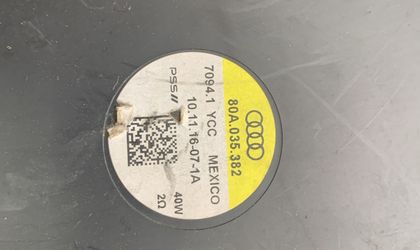 80A.035.382
7094.1 YCC MEXICO
10.11.16-07-1A
PSS//
40W
2Ω